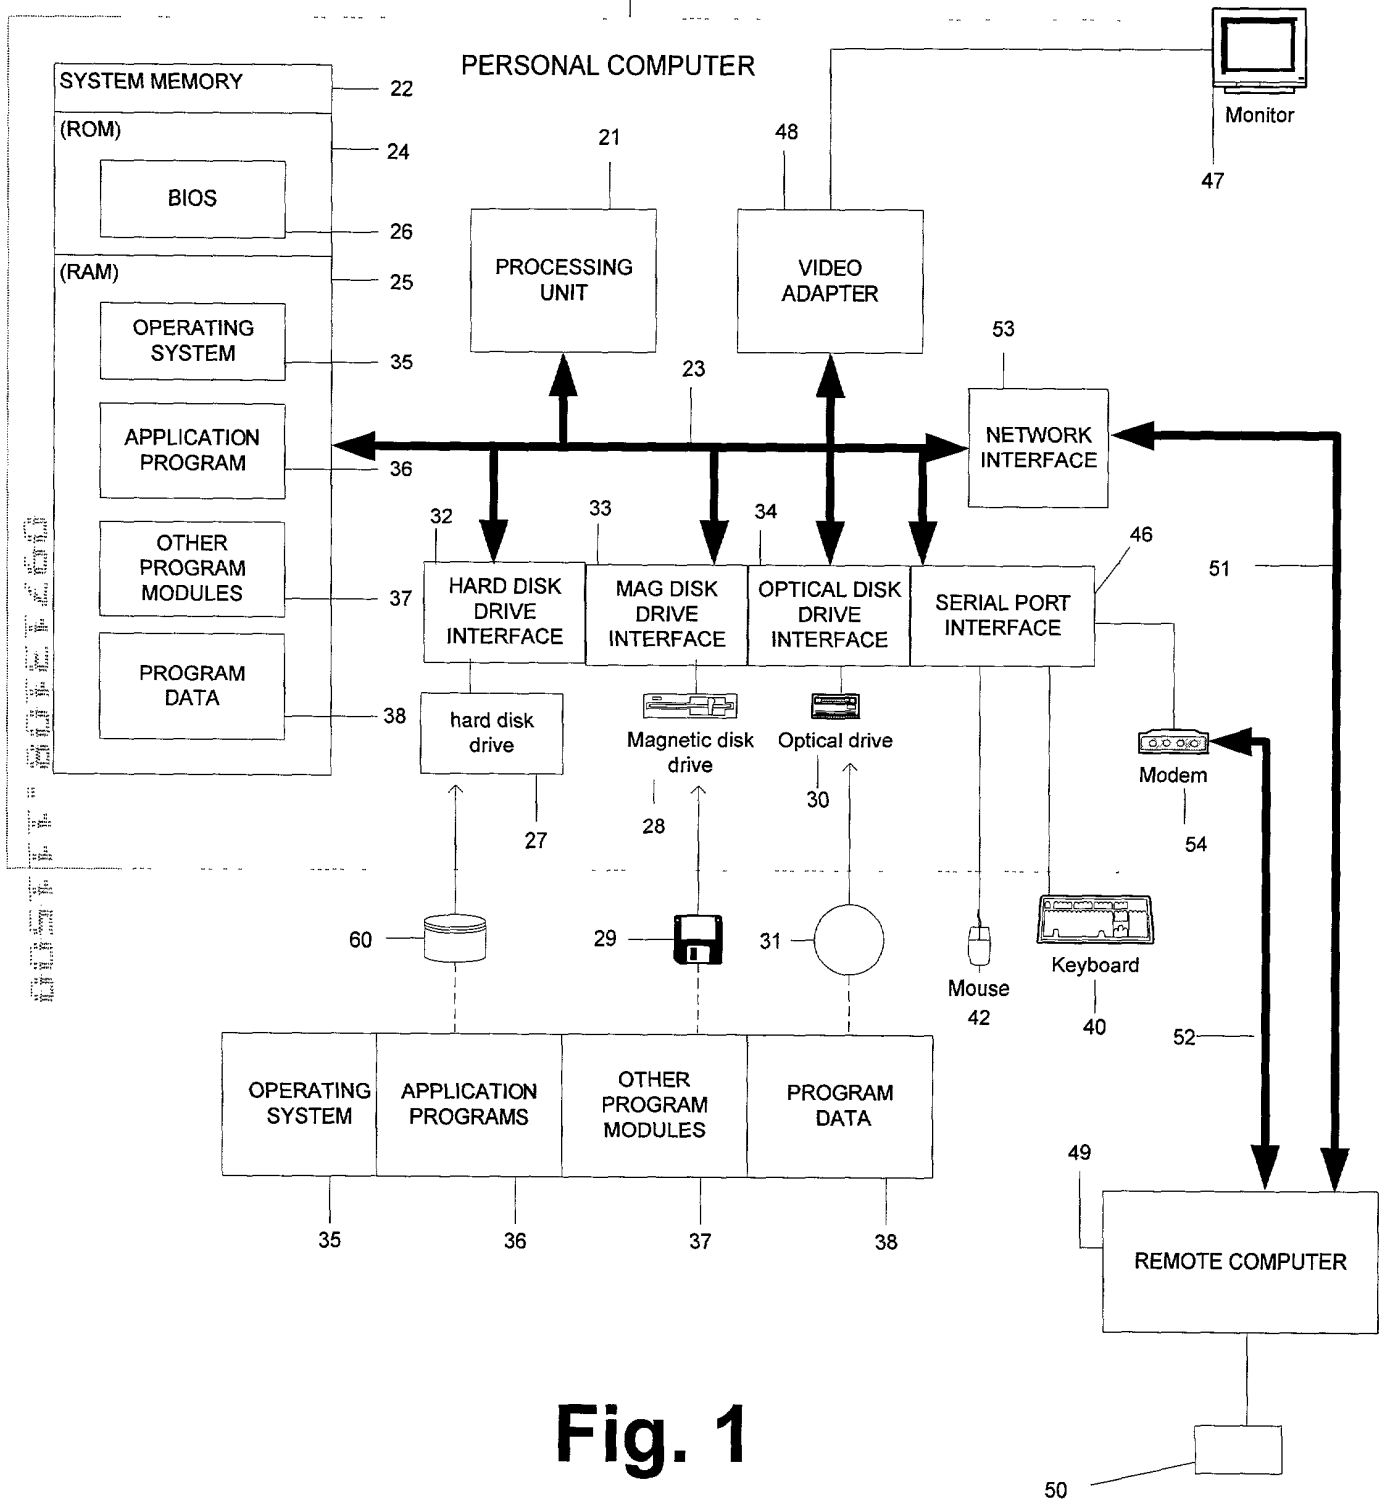 PERSONAL COMPUTER
SYSTEM MEMORY
22
(ROM)
24
BIOS
26
(RAM)
25
OPERATING
SYSTEM
35
APPLICATION
PROGRAM
36
OTHER
PROGRAM
MODULES
37
PROGRAM
DATA
38
21
PROCESSING
UNIT
48
VIDEO
ADAPTER
Monitor
47
23
53
NETWORK
INTERFACE
32
HARD DISK
DRIVE
INTERFACE
33
MAG DISK
DRIVE
INTERFACE
34
OPTICAL DISK
DRIVE
INTERFACE
46
SERIAL PORT
INTERFACE
51
hard disk
drive
27
Magnetic disk
drive
28
Optical drive
30
Modem
54
60
29
31
Mouse
42
Keyboard
40
52
OPERATING
SYSTEM
APPLICATION
PROGRAMS
OTHER
PROGRAM
MODULES
PROGRAM
DATA
35
36
37
38
49
REMOTE COMPUTER
50
Fig. 1